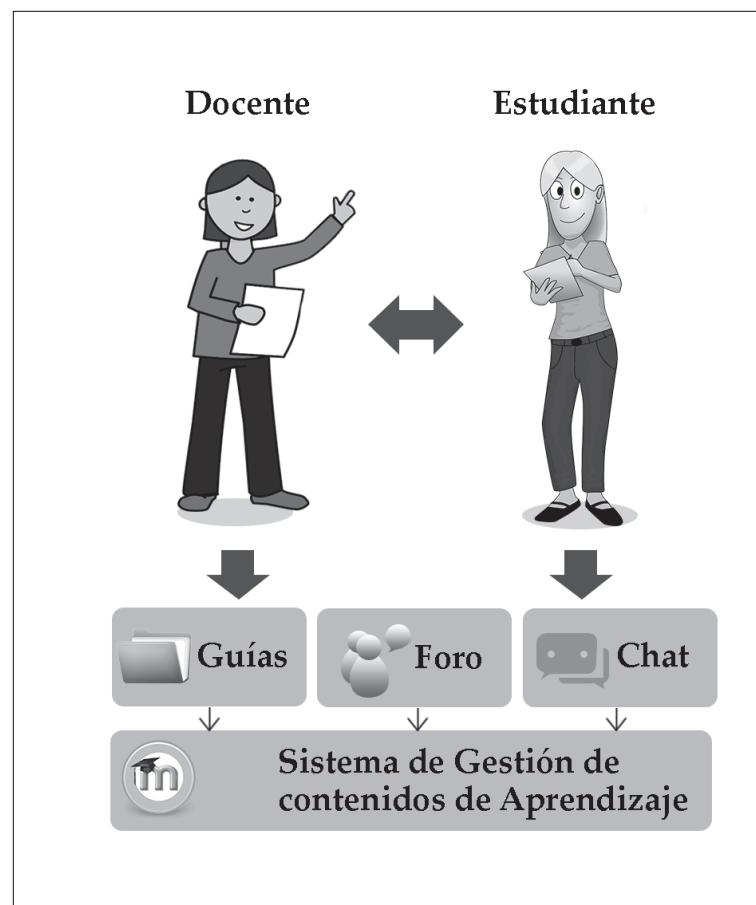 Docente
Estudiante
Guías
Foro
Chat
m
Sistema de Gestión de
contenidos de Aprendizaje